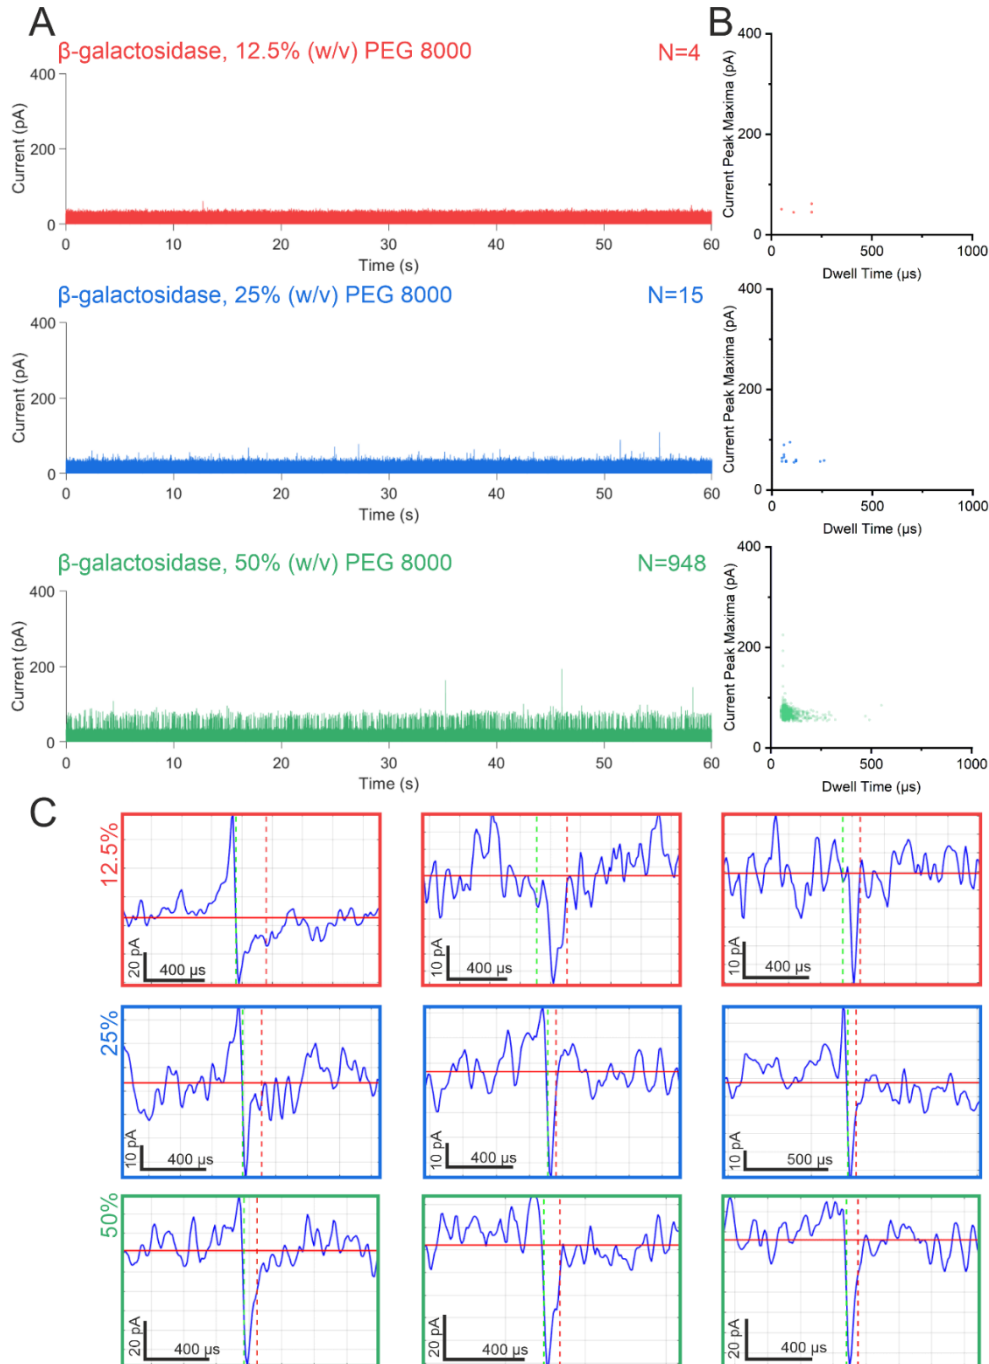 A
β-galactosidase, 12.5% (w/v) PEG 8000 N=4
400
200
0
Current (pA)
0 10 20 30 40 50 60
Time (s)
B
400
200
0
Current Peak Maxima (pA)
0 500 1000
Dwell Time (µs)
β-galactosidase, 25% (w/v) PEG 8000 N=15
400
200
0
Current (pA)
0 10 20 30 40 50 60
Time (s)
400
200
0
Current Peak Maxima (pA)
0 500 1000
Dwell Time (µs)
β-galactosidase, 50% (w/v) PEG 8000 N=948
400
200
0
Current (pA)
0 10 20 30 40 50 60
Time (s)
400
200
0
Current Peak Maxima (pA)
0 500 1000
Dwell Time (µs)
C
12.5%
20 pA
400 µs
10 pA
400 µs
10 pA
400 µs
25%
10 pA
400 µs
10 pA
400 µs
10 pA
500 µs
50%
20 pA
400 µs
20 pA
400 µs
20 pA
400 µs